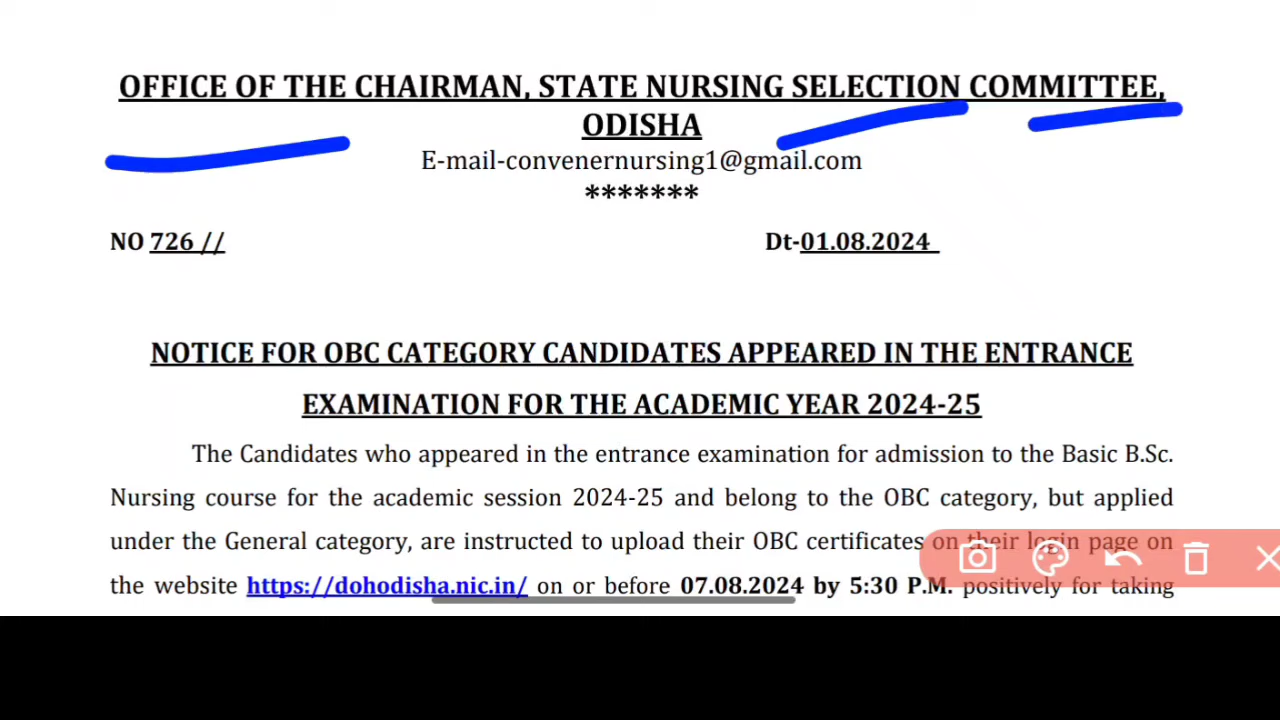 OFFICE OF THE CHAIRMAN, STATE NURSING SELECTION COMMITTEE,
ODISHA
E-mail-convenernursing1@gmail.com
*******
NO 726 // Dt-01.08.2024
NOTICE FOR OBC CATEGORY CANDIDATES APPEARED IN THE ENTRANCE
EXAMINATION FOR THE ACADEMIC YEAR 2024-25
The Candidates who appeared in the entrance examination for admission to the Basic B.Sc.
Nursing course for the academic session 2024-25 and belong to the OBC category, but applied
under the General category, are instructed to upload their OBC certificates on their login page on
the website https://dohodisha.nic.in/ on or before 07.08.2024 by 5:30 P.M. positively for taking